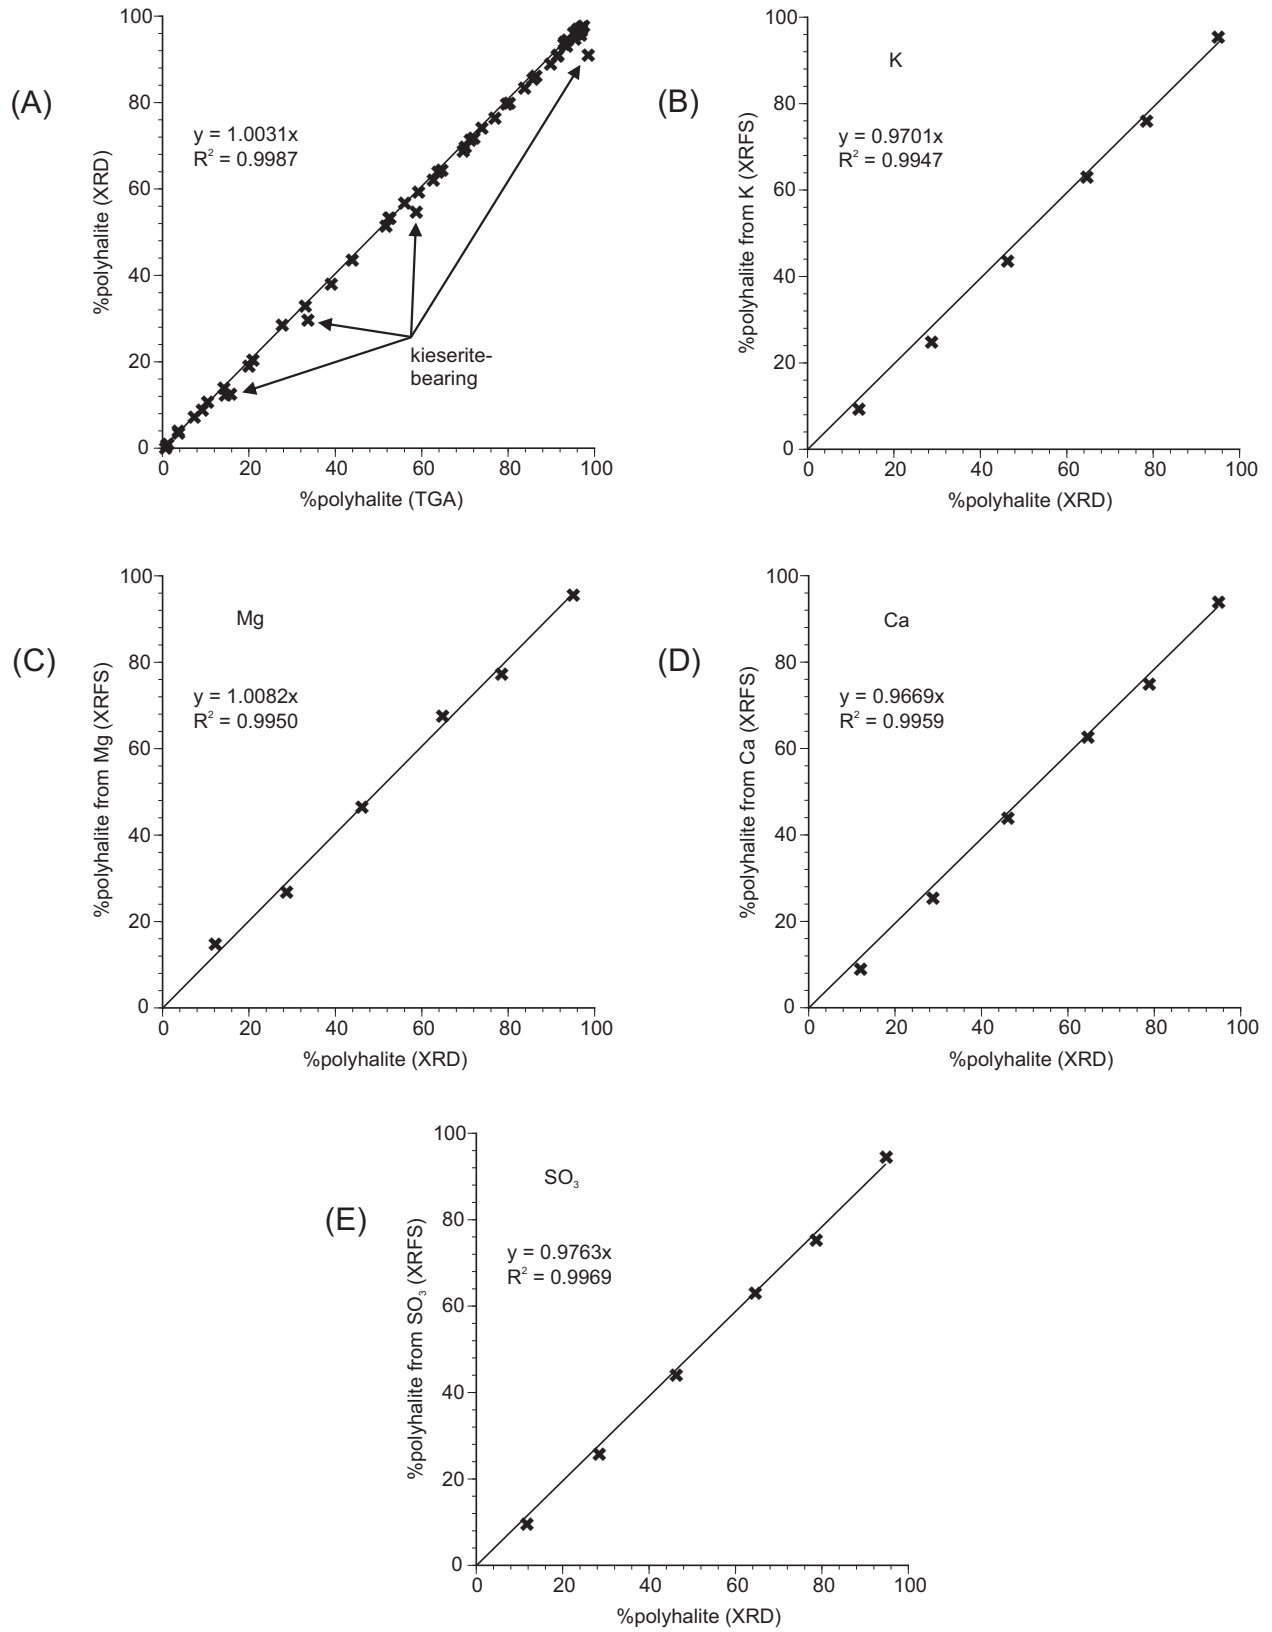 (A)
100
80
60
40
20
0
%polyhalite (XRD)
y = 1.0031x
R² = 0.9987
kieserite-
bearing
0 20 40 60 80 100
%polyhalite (TGA)
(B)
100
80
60
40
20
0
%polyhalite from K (XRFS)
K
y = 0.9701x
R² = 0.9947
0 20 40 60 80 100
%polyhalite (XRD)
(C)
100
80
60
40
20
0
%polyhalite from Mg (XRFS)
Mg
y = 1.0082x
R² = 0.9950
0 20 40 60 80 100
%polyhalite (XRD)
(D)
100
80
60
40
20
0
%polyhalite from Ca (XRFS)
Ca
y = 0.9669x
R² = 0.9959
0 20 40 60 80 100
%polyhalite (XRD)
(E)
100
80
60
40
20
0
%polyhalite from SO₃ (XRFS)
SO₃
y = 0.9763x
R² = 0.9969
0 20 40 60 80 100
%polyhalite (XRD)